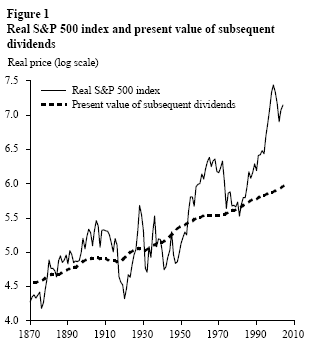 Figure 1
Real S&P 500 index and present value of subsequent
dividends
Real price (log scale)
7.5
Real S&P 500 index
Present value of subsequent dividends
7.0
6.5
6.0
5.5
5.0
4.5
4.0
1870 1890 1910 1930 1950 1970 1990 2010